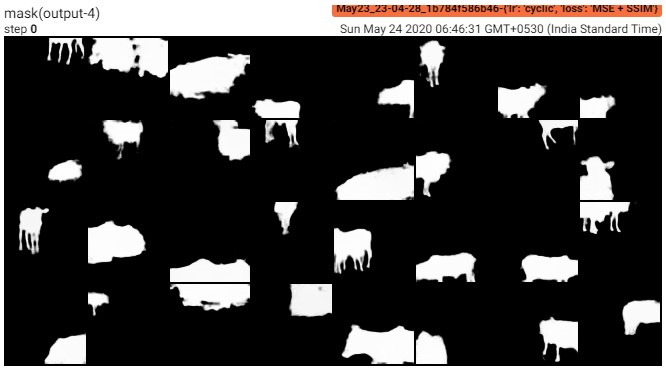 May23_23-04-28_1b784f586b46-{'lr': 'cyclic', 'loss': 'MSE + SSIM'}
mask(output-4)
step 0
Sun May 24 2020 06:46:31 GMT+0530 (India Standard Time)